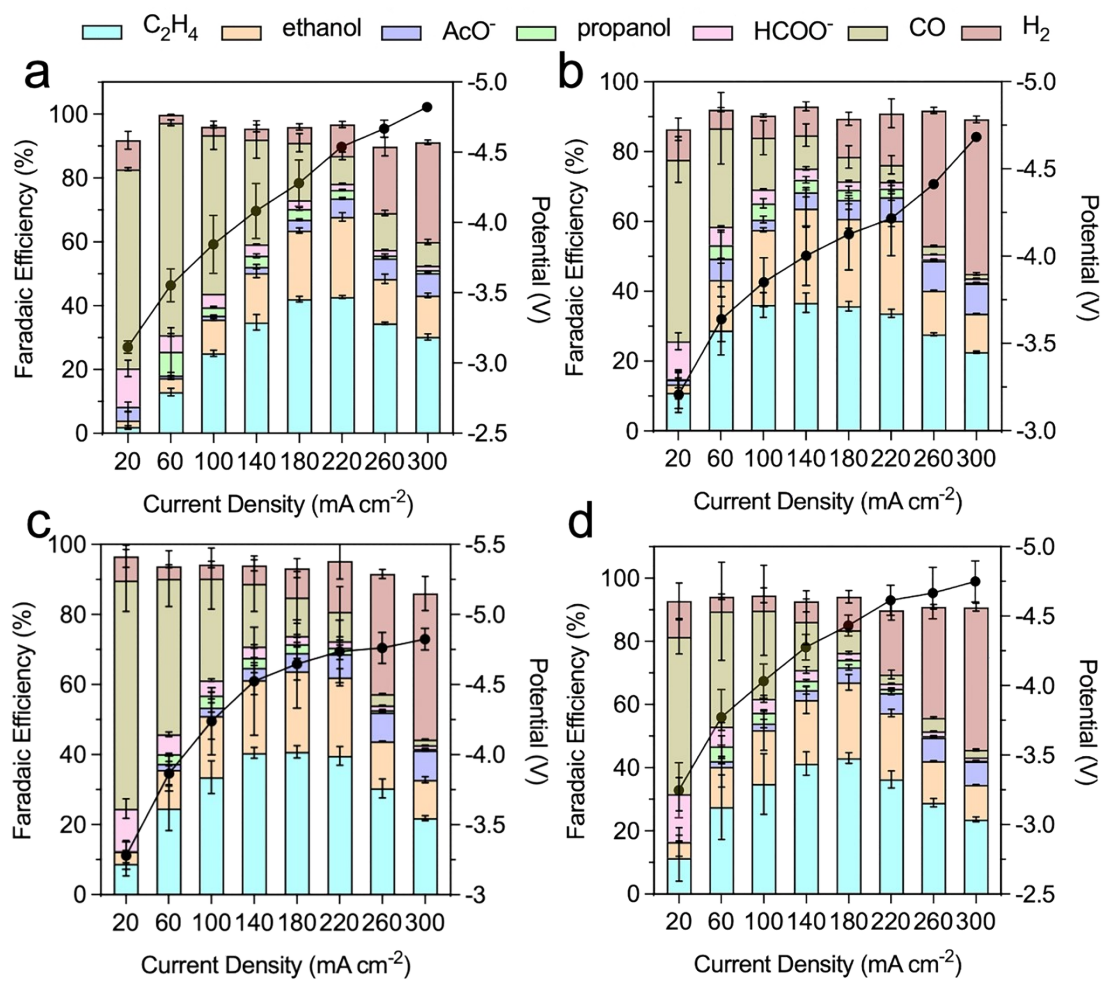 C₂H₄ ethanol AcO⁻ propanol HCOO⁻ CO H₂
a
Faradaic Efficiency (%)
100
80
60
40
20
0
-5.0
-4.5
-4.0
-3.5
-3.0
-2.5
Potential (V)
20 60 100 140 180 220 260 300
Current Density (mA cm⁻²)
b
Faradaic Efficiency (%)
100
80
60
40
20
0
-5.0
-4.5
-4.0
-3.5
-3.0
Potential (V)
20 60 100 140 180 220 260 300
Current Density (mA cm⁻²)
c
Faradaic Efficiency (%)
100
80
60
40
20
0
-5.5
-5.0
-4.5
-4.0
-3.5
-3
Potential (V)
20 60 100 140 180 220 260 300
Current Density (mA cm⁻²)
d
Faradaic Efficiency (%)
100
80
60
40
20
0
-5.0
-4.5
-4.0
-3.5
-3.0
-2.5
Potential (V)
20 60 100 140 180 220 260 300
Current Density (mA cm⁻²)